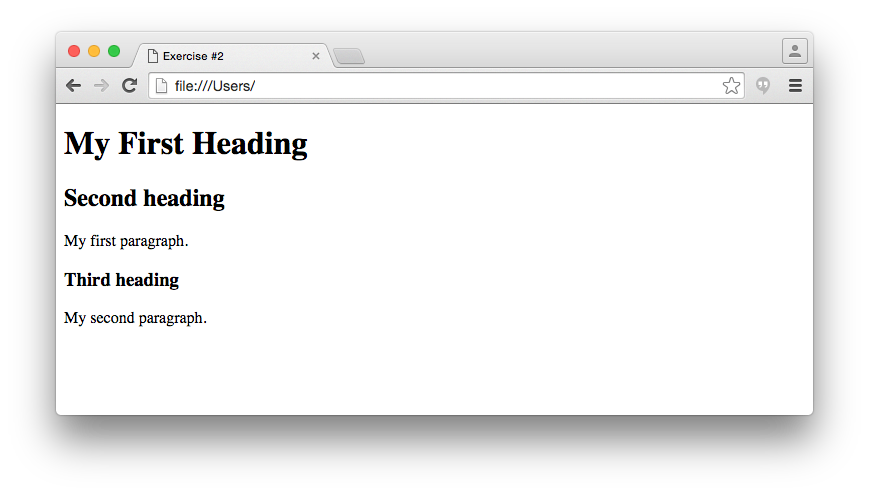 Exercise #2
file:///Users/
My First Heading
Second heading
My first paragraph.
Third heading
My second paragraph.